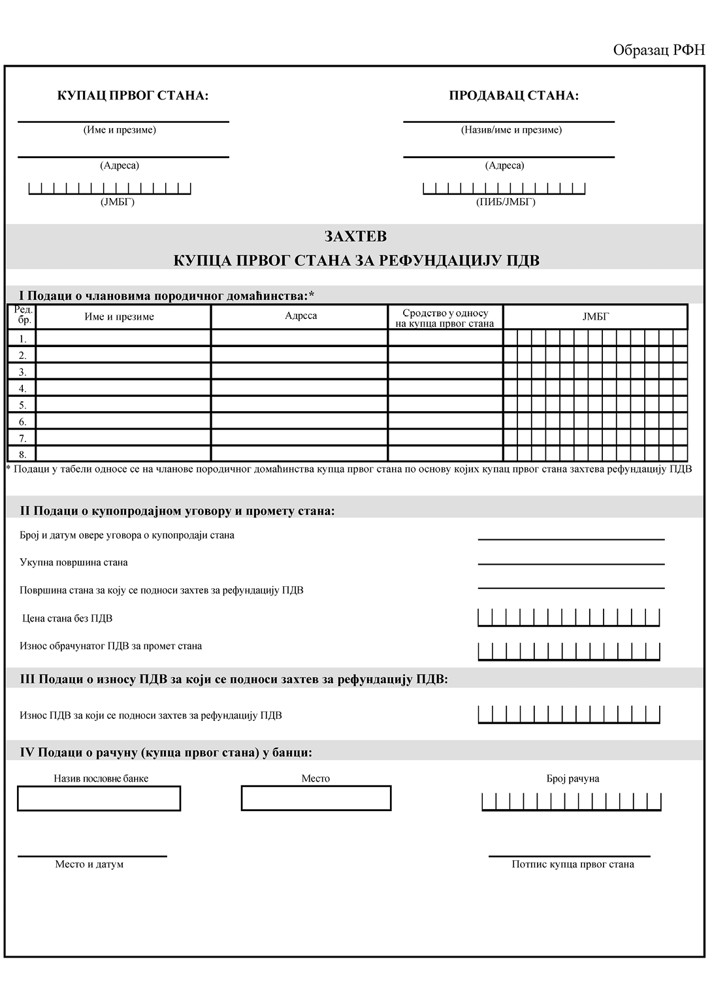 Образац РФН
КУПАЦ ПРВОГ СТАНА:
ПРОДАВАЦ СТАНА:
(Име и презиме)
(Назив/име и презиме)
(Адреса)
(Адреса)
(ЈМБГ)
(ПИБ/ЈМБГ)
ЗАХТЕВ
КУПЦА ПРВОГ СТАНА ЗА РЕФУНДАЦИЈУ ПДВ
I Подаци о члановима породичног домаћинства:*
Ред.
бр.
Име и презиме
Адреса
Сродство у односу
на купца првог стана
ЈМБГ
1.
2.
3.
4.
5.
6.
7.
8.
* Подаци у табели односе се на чланове породичног домаћинства купца првог стана по основу којих купац првог стана захтева рефундацију ПДВ
II Подаци о купопродајном уговору и промету стана:
Број и датум овере уговора о купопродаји стана
Укупна површина стана
Површина стана за коју се подноси захтев за рефундацију ПДВ
Цена стана без ПДВ
Износ обрачунатог ПДВ за промет стана
III Подаци о износу ПДВ за који се подноси захтев за рефундацију ПДВ:
Износ ПДВ за који се подноси захтев за рефундацију ПДВ
IV Подаци о рачуну (купца првог стана) у банци:
Назив пословне банке
Место
Број рачуна
Место и датум
Потпис купца првог стана